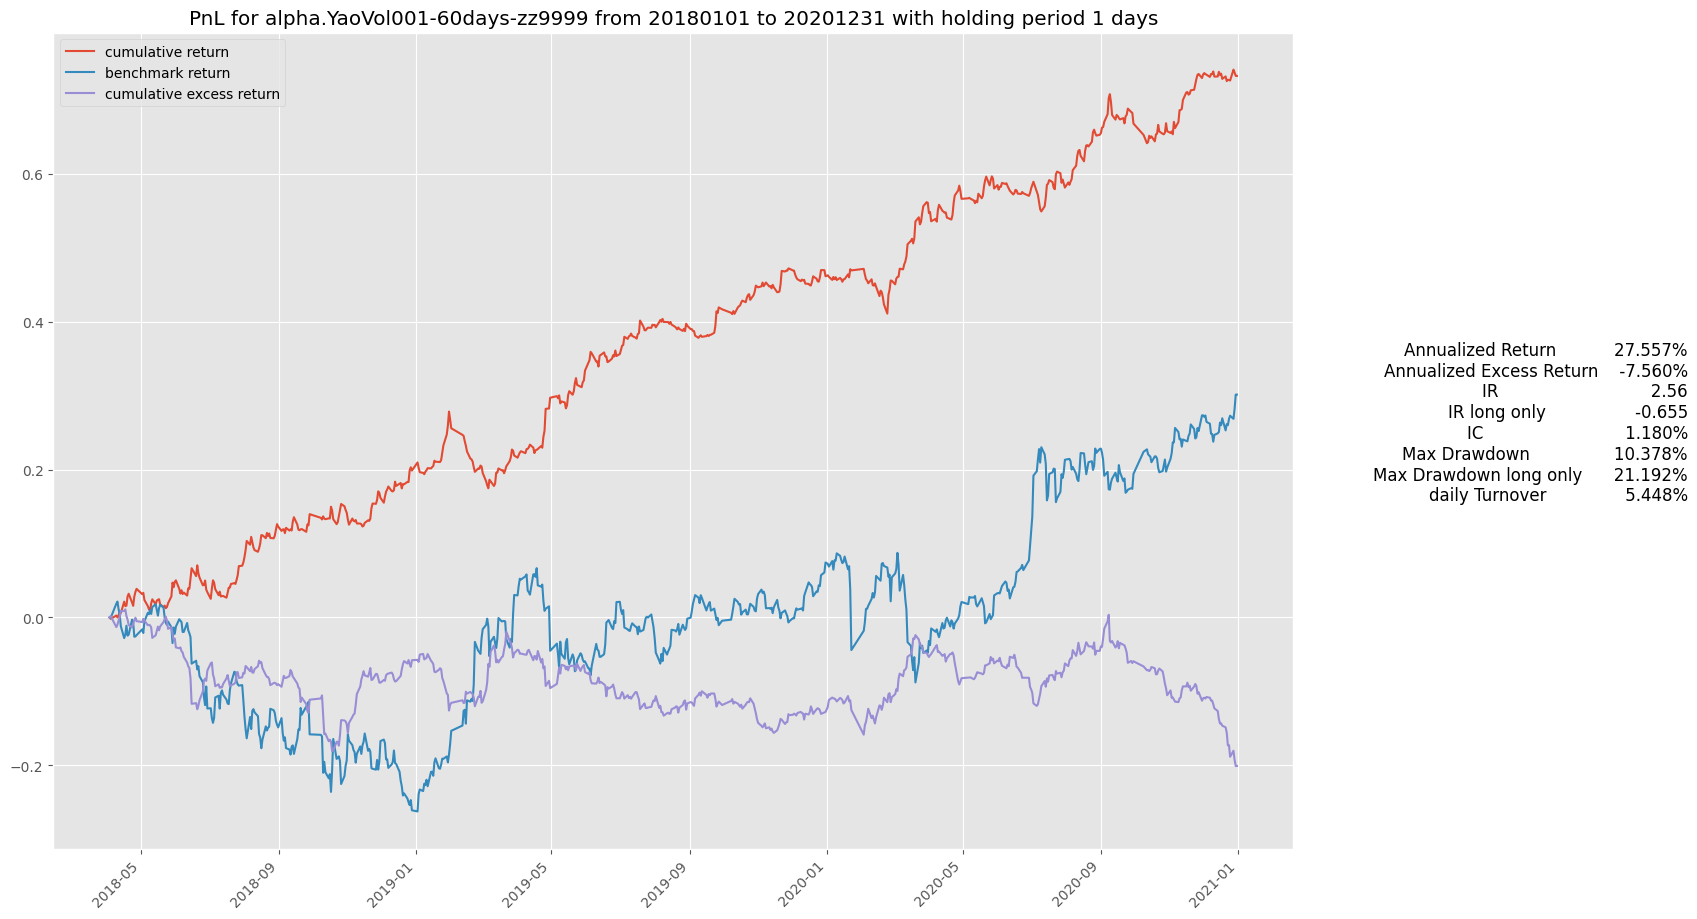 PnL for alpha.YaoVol001-60days-zz9999 from 20180101 to 20201231 with holding period 1 days
cumulative return
benchmark return
cumulative excess return
0.6
0.4
0.2
0.0
−0.2
2018-05
2018-09
2019-01
2019-05
2019-09
2020-01
2020-05
2020-09
2021-01
Annualized Return 27.557%
Annualized Excess Return -7.560%
IR 2.56
IR long only -0.655
IC 1.180%
Max Drawdown 10.378%
Max Drawdown long only 21.192%
daily Turnover 5.448%